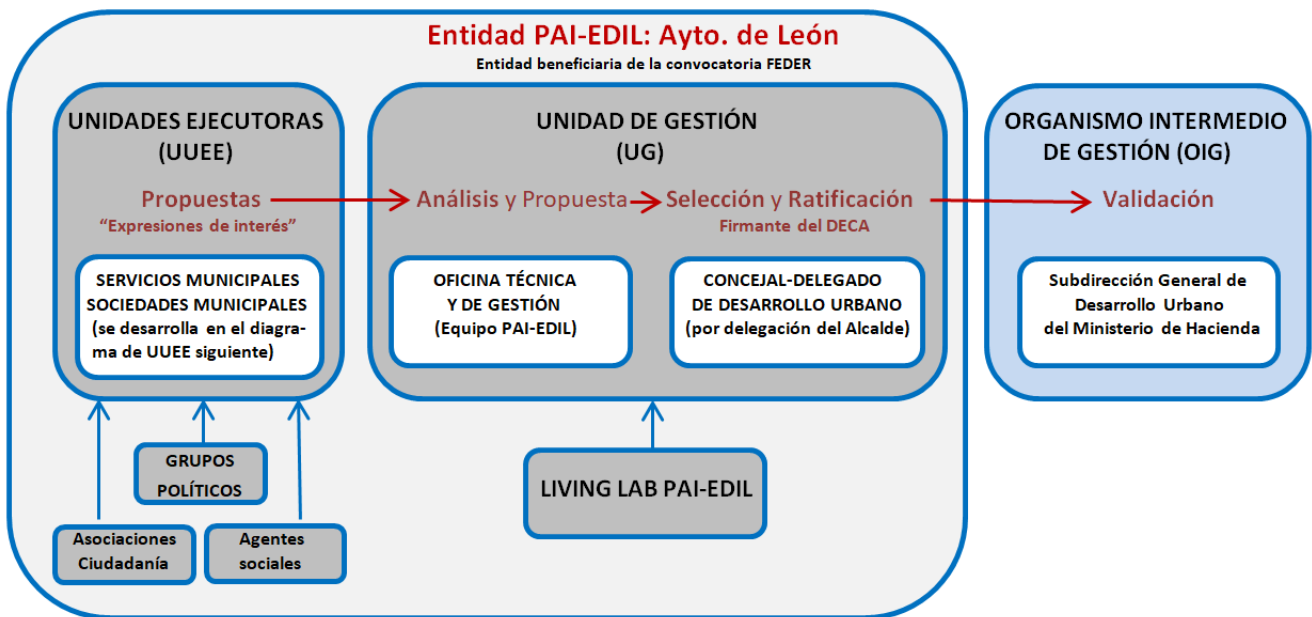 Entidad PAI-EDIL: Ayto. de León
Entidad beneficiaria de la convocatoria FEDER
UNIDADES EJECUTORAS
(UUEE)
Propuestas
“Expresiones de interés”
SERVICIOS MUNICIPALES
SOCIEDADES MUNICIPALES
(se desarrolla en el diagra-
ma de UUEE siguiente)
UNIDAD DE GESTIÓN
(UG)
Análisis y Propuesta
Selección y Ratificación
Firmante del DECA
OFICINA TÉCNICA
Y DE GESTIÓN
(Equipo PAI-EDIL)
CONCEJAL-DELEGADO
DE DESARROLLO URBANO
(por delegación del Alcalde)
ORGANISMO INTERMEDIO
DE GESTIÓN (OIG)
Validación
Subdirección General de
Desarrollo Urbano
del Ministerio de Hacienda
GRUPOS
POLÍTICOS
Asociaciones
Ciudadanía
Agentes
sociales
LIVING LAB PAI-EDIL